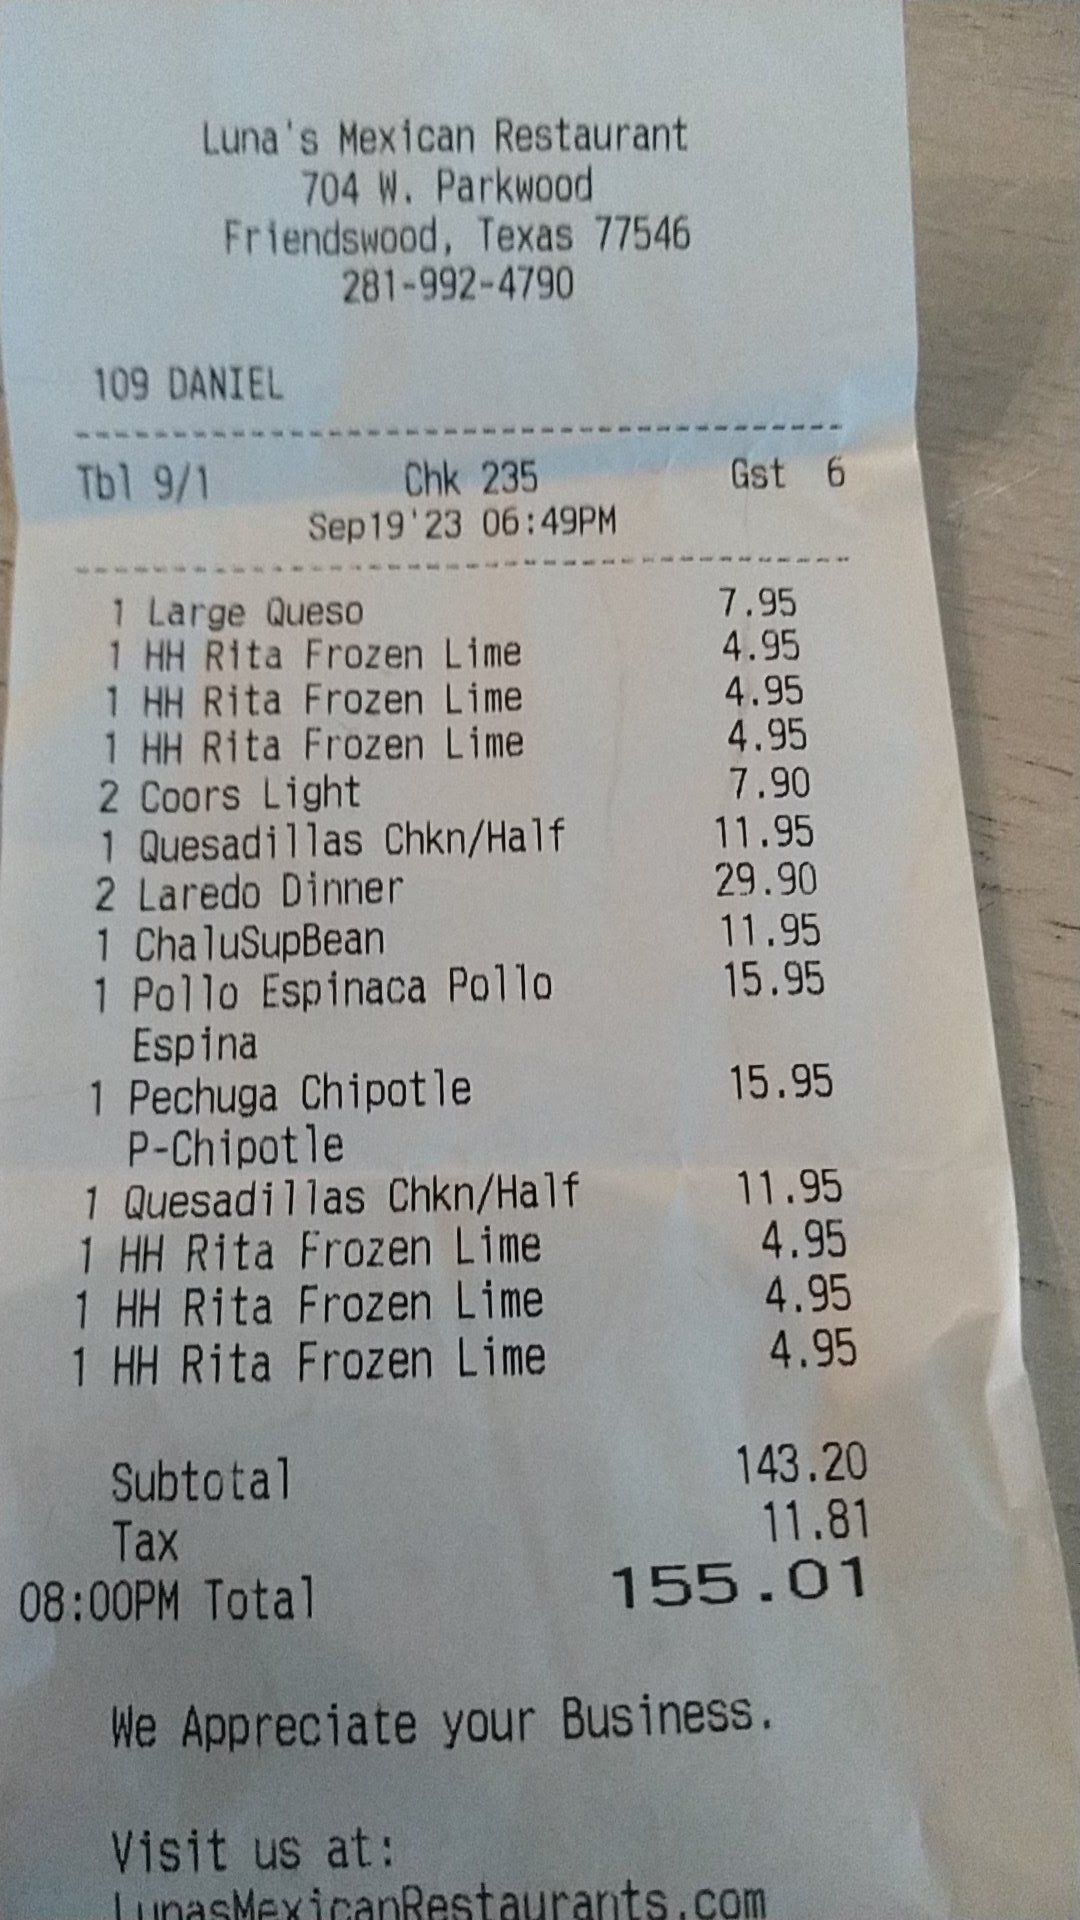 Luna's Mexican Restaurant
704 W. Parkwood
Friendswood, Texas 77546
281-992-4790
109 DANIEL
Tbl 9/1 Chk 235 Gst 6
Sep19'23 06:49PM
1 Large Queso 7.95
1 HH Rita Frozen Lime 4.95
1 HH Rita Frozen Lime 4.95
1 HH Rita Frozen Lime 4.95
2 Coors Light 7.90
1 Quesadillas Chkn/Half 11.95
2 Laredo Dinner 29.90
1 ChaluSupBean 11.95
1 Pollo Espinaca Pollo 15.95
Espina
1 Pechuga Chipotle 15.95
P-Chipotle
1 Quesadillas Chkn/Half 11.95
1 HH Rita Frozen Lime 4.95
1 HH Rita Frozen Lime 4.95
1 HH Rita Frozen Lime 4.95
Subtotal 143.20
Tax 11.81
08:00PM Total 155.01
We Appreciate your Business.
Visit us at:
LunasMexicanRestaurants.com